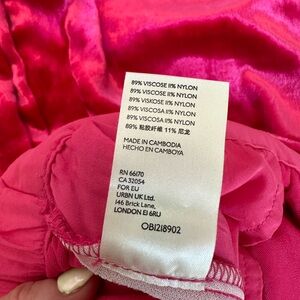 89% VISCOSE 11% NYLON
89% VISCOSE 11% NYLON
89% VISKOSE 11% NYLON
89% VISCOSA 11% NYLON
89% VISCOSA 11% NYLON
89% 粘胶纤维 11% 尼龙
MADE IN CAMBODIA
HECHO EN CAMBOYA
RN 66170
CA 32054
FOR EU
URBN UK Ltd.
146 Brick Lane,
LONDON E1 6RU
OB1218902